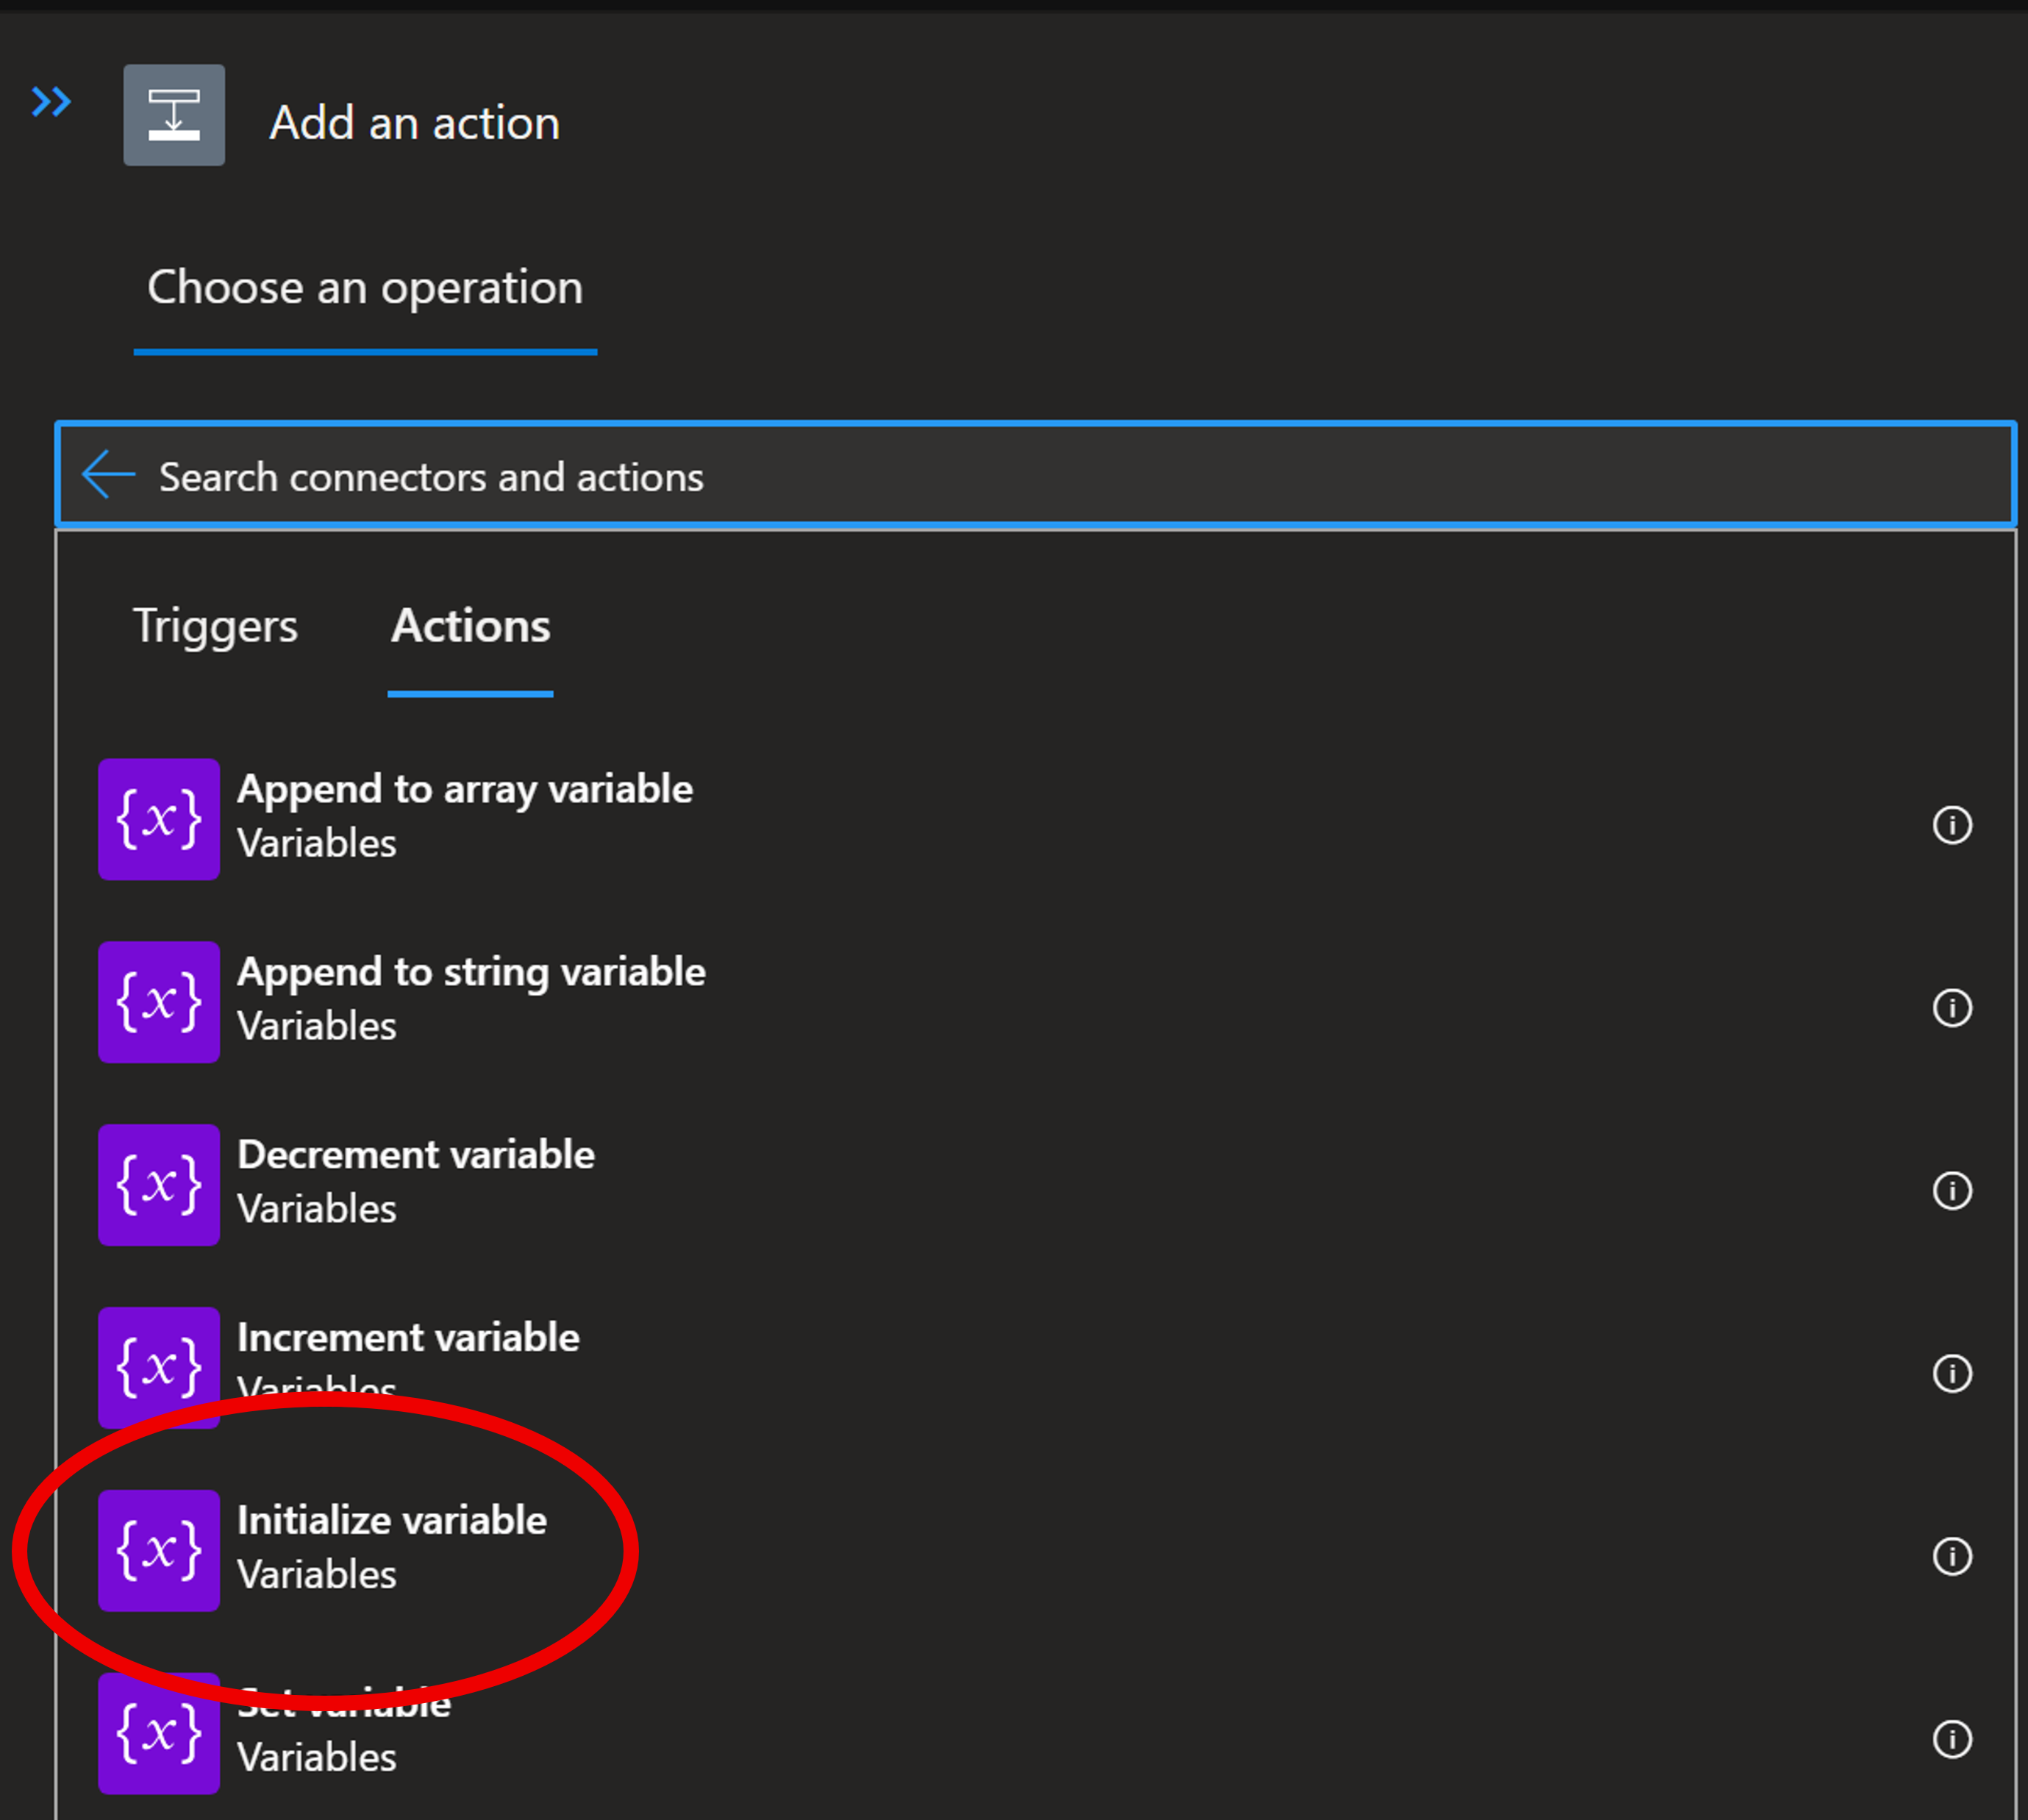 Add an action
Choose an operation
Search connectors and actions
Triggers Actions
{x} Append to array variable
Variables
{x} Append to string variable
Variables
{x} Decrement variable
Variables
{x} Increment variable
Variables
{x} Initialize variable
Variables
{x} Set variable
Variables